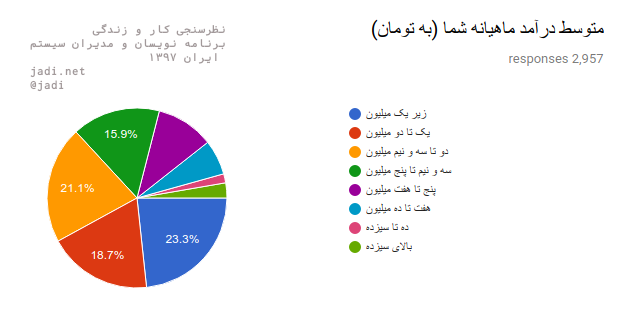 متوسط درآمد ماهیانه شما (به تومان)
2,957 responses
نظرسنجی کار و زندگی
برنامه نویسان و مدیران سیستم
ایران ۱۳۹۷
jadi.net
@jadi
زیر یک میلیون
یک تا دو میلیون
دو تا سه و نیم میلیون
سه و نیم تا پنج میلیون
پنج تا هفت میلیون
هفت تا ده میلیون
ده تا سیزده
بالای سیزده
15.9%
21.1%
18.7%
23.3%